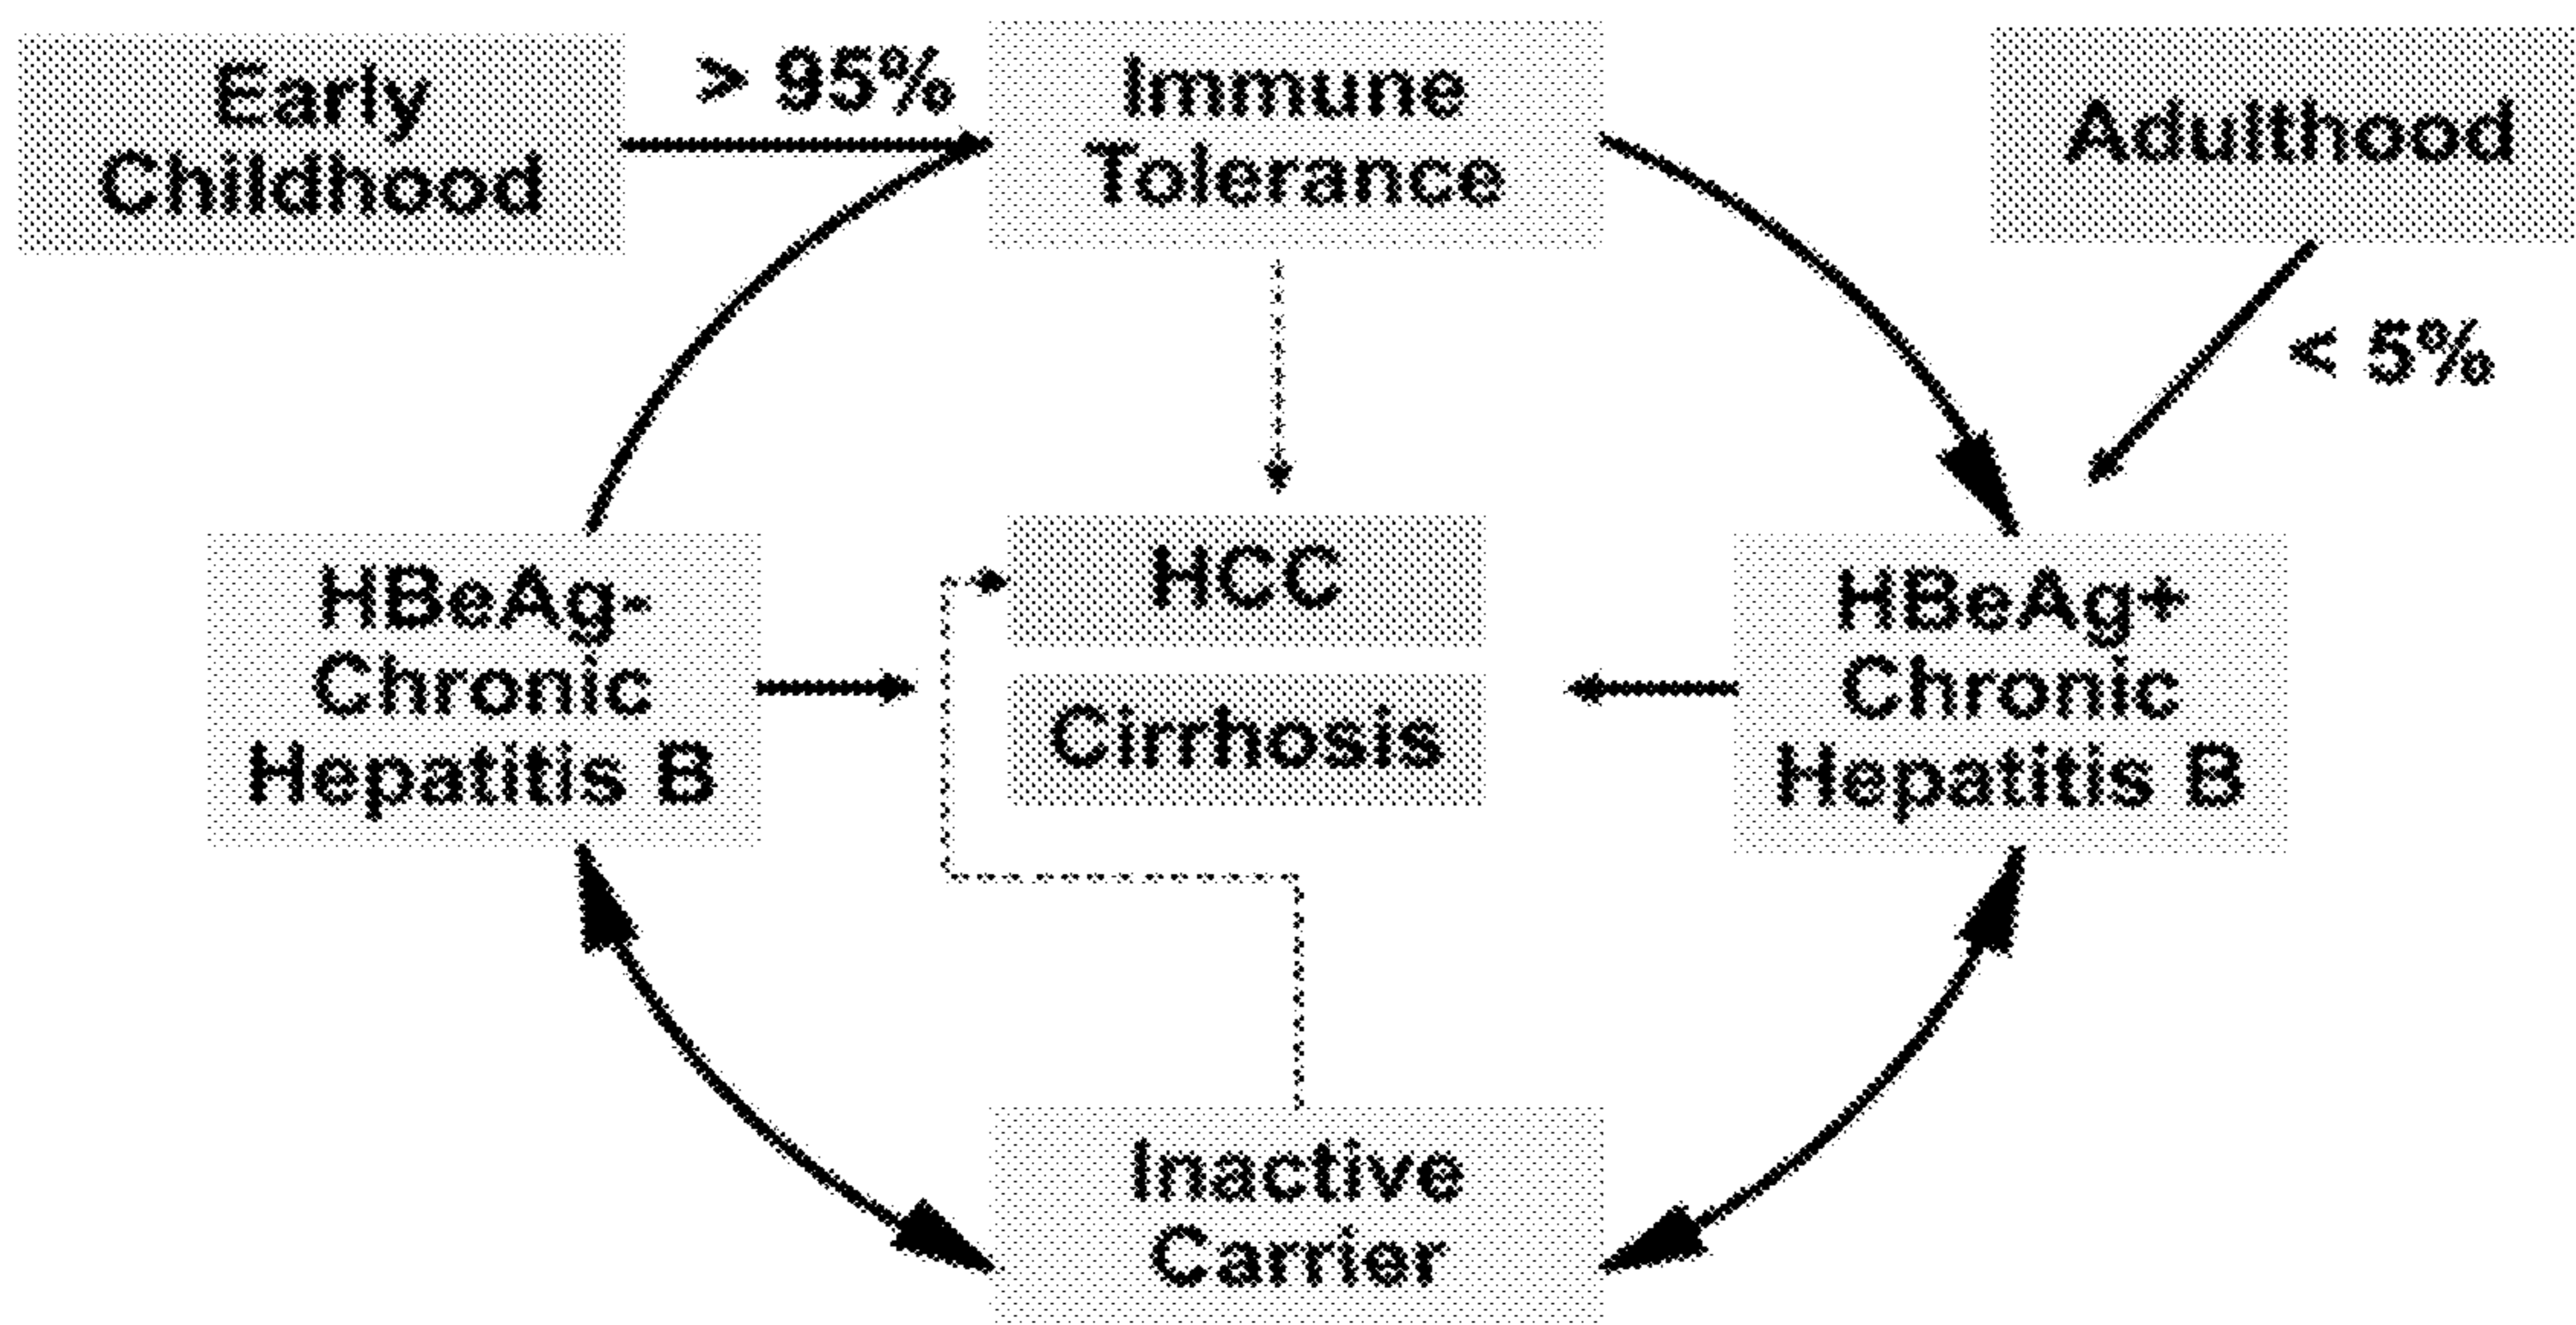 Early
Childhood
> 95%
Immune
Tolerance
Adulthood
< 5%
HBeAg-
Chronic
Hepatitis B
HCC
Cirrhosis
HBeAg+
Chronic
Hepatitis B
Inactive
Carrier